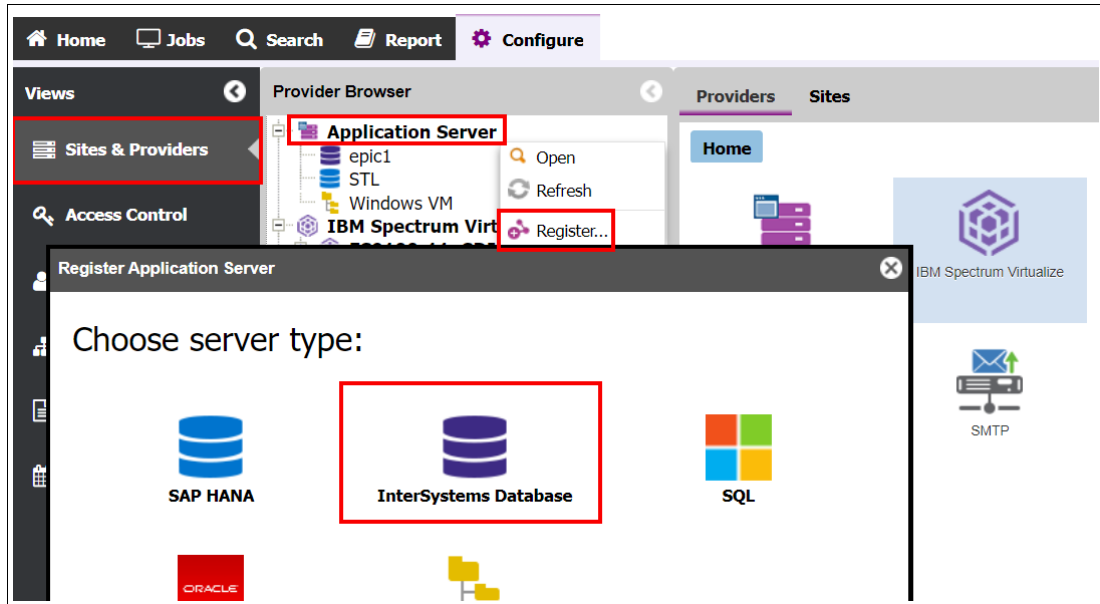 Home Jobs Search Report Configure
Views
Provider Browser
Providers Sites
Sites & Providers
Application Server
Home
epic1
Open
STL
Refresh
Windows VM
Access Control
IBM Spectrum Virt
Register...
Register Application Server
IBM Spectrum Virtualize
Choose server type:
SMTP
SAP HANA
InterSystems Database
SQL
ORACLE